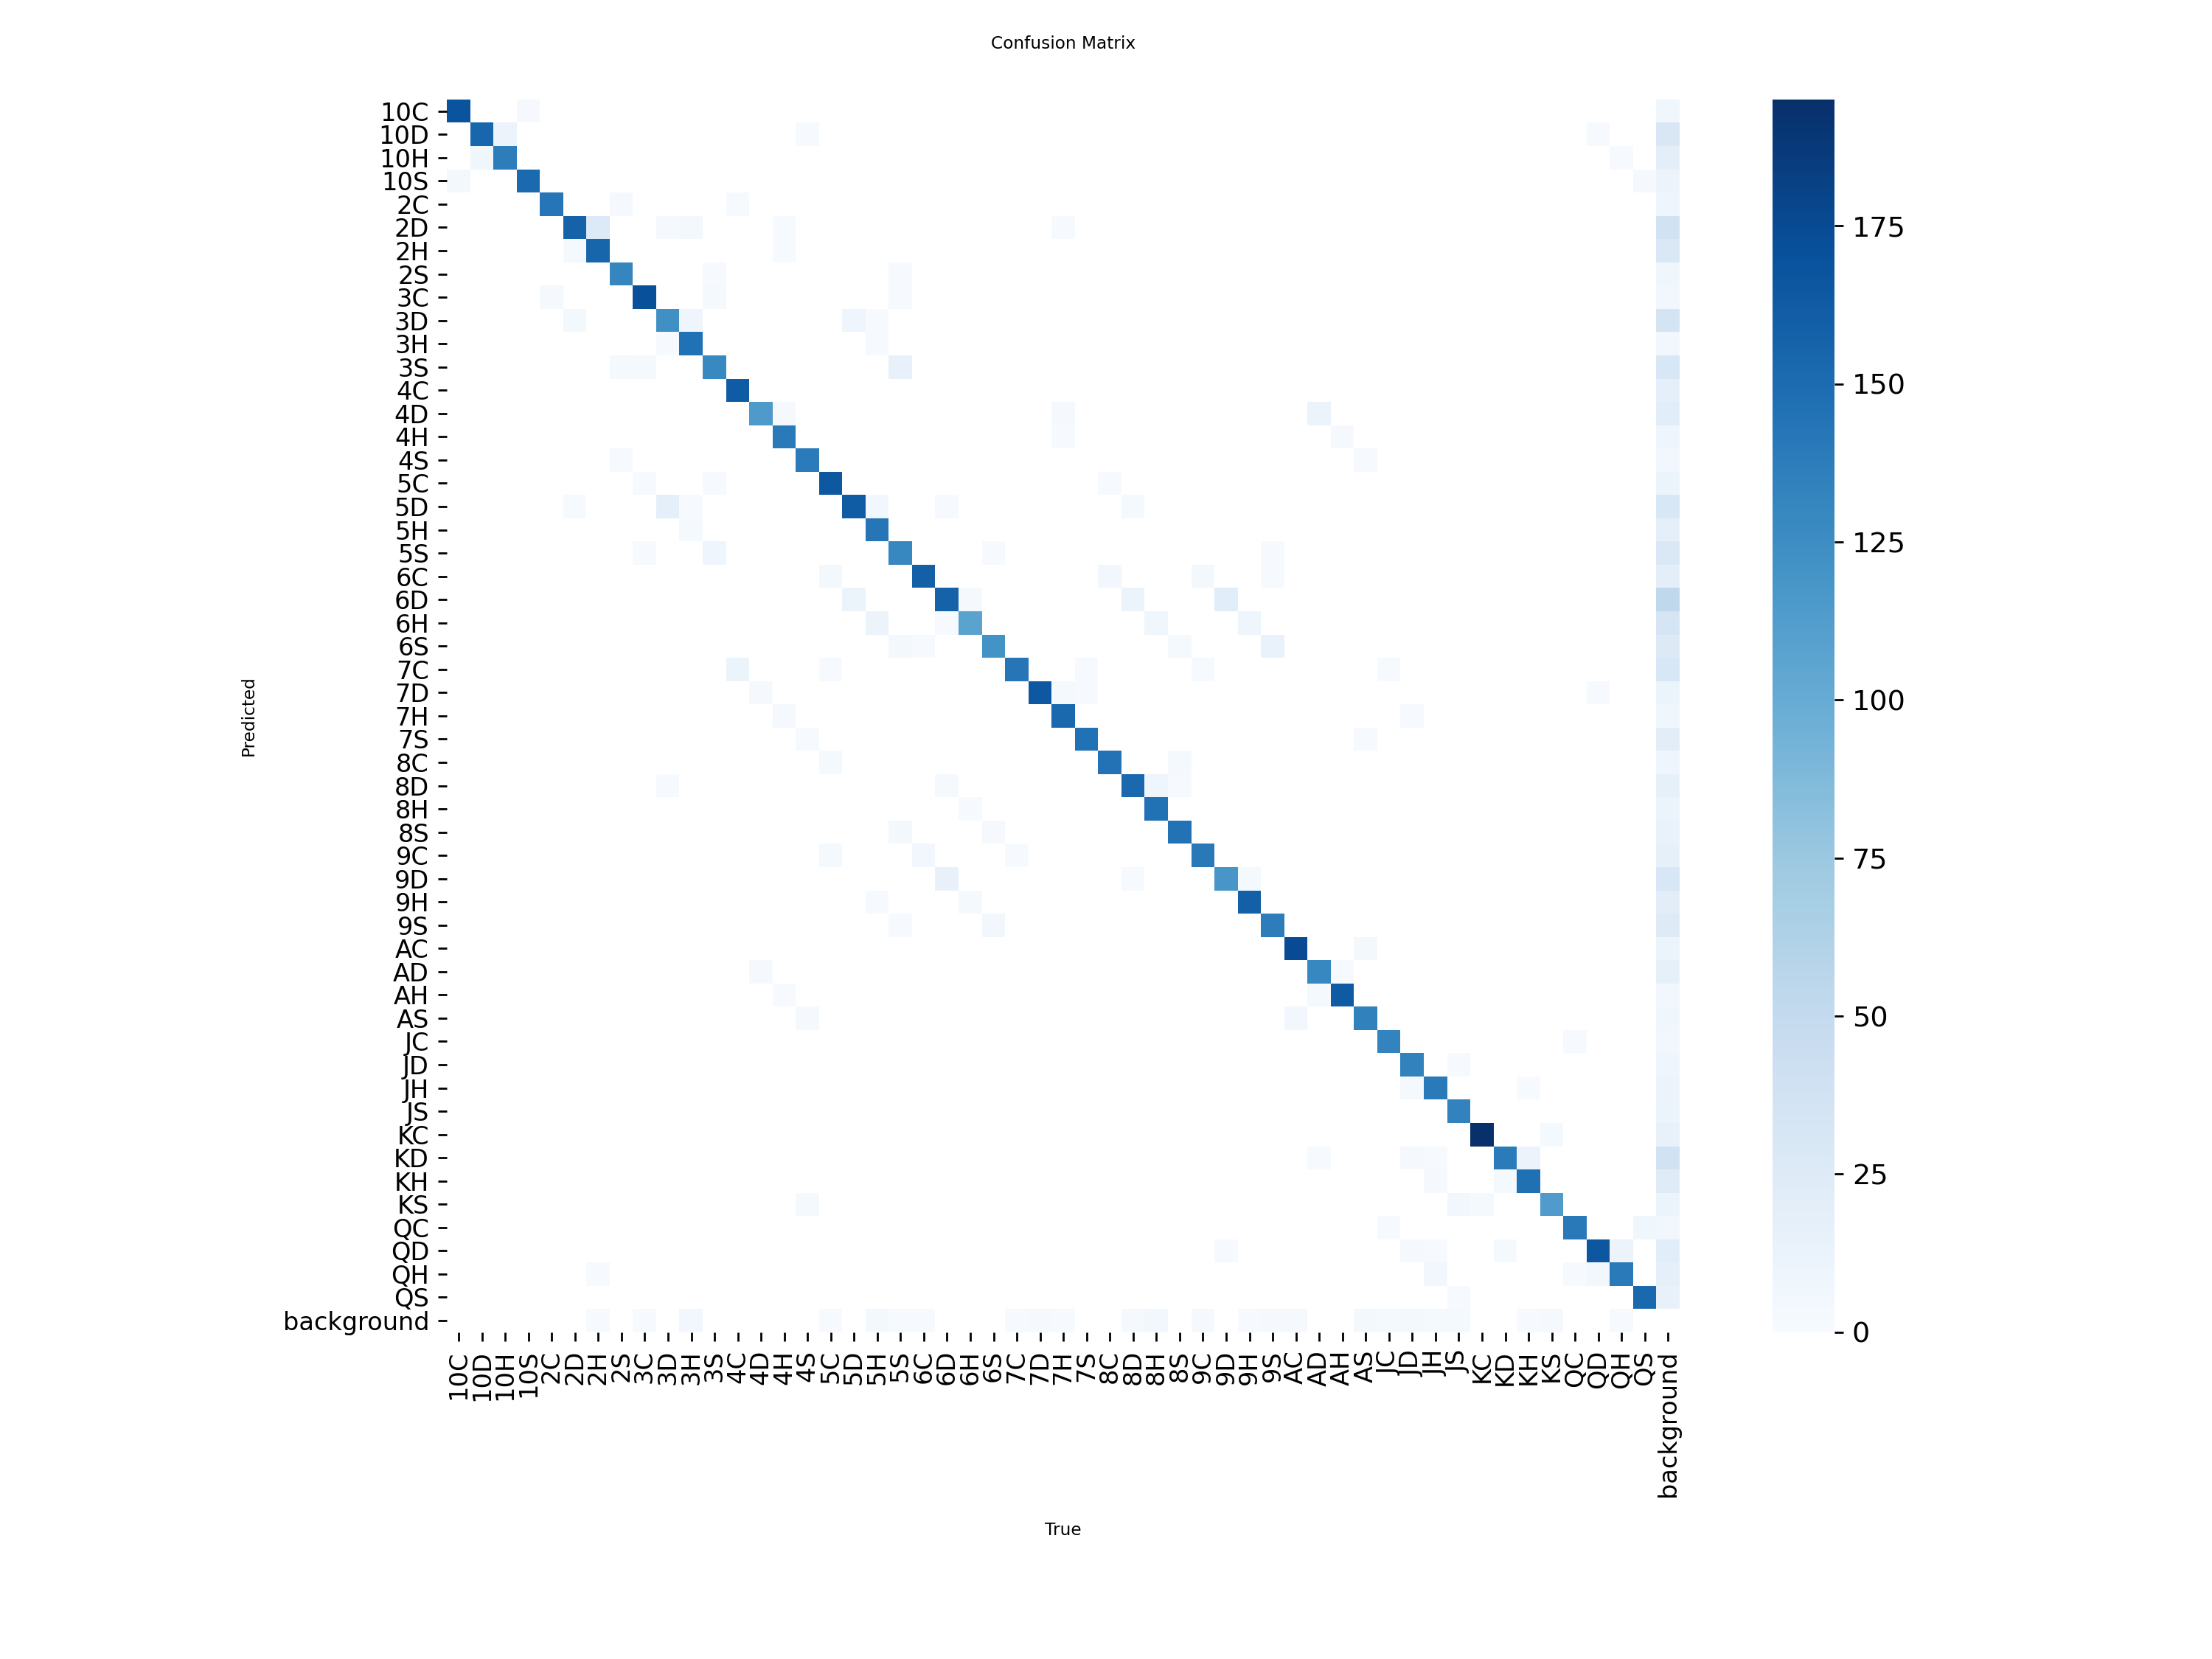 Confusion Matrix
10C
10D
10H
10S
2C
2D
2H
2S
3C
3D
3H
3S
4C
4D
4H
4S
5C
5D
5H
5S
6C
6D
6H
6S
7C
7D
7H
7S
8C
8D
8H
8S
9C
9D
9H
9S
AC
AD
AH
AS
JC
JD
JH
JS
KC
KD
KH
KS
QC
QD
QH
QS
background
Predicted
10C 10D 10H 10S 2C 2D 2H 2S 3C 3D 3H 3S 4C 4D 4H 4S 5C 5D 5H 5S 6C 6D 6H 6S 7C 7D 7H 7S 8C 8D 8H 8S 9C 9D 9H 9S AC AD AH AS JC JD JH JS KC KD KH KS QC QD QH QS background
True
175
150
125
100
75
50
25
0